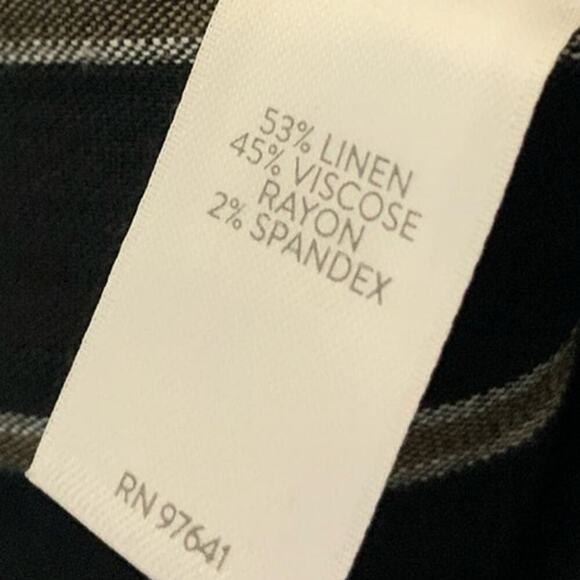 53% LINEN
45% VISCOSE
RAYON
2% SPANDEX
RN 97641